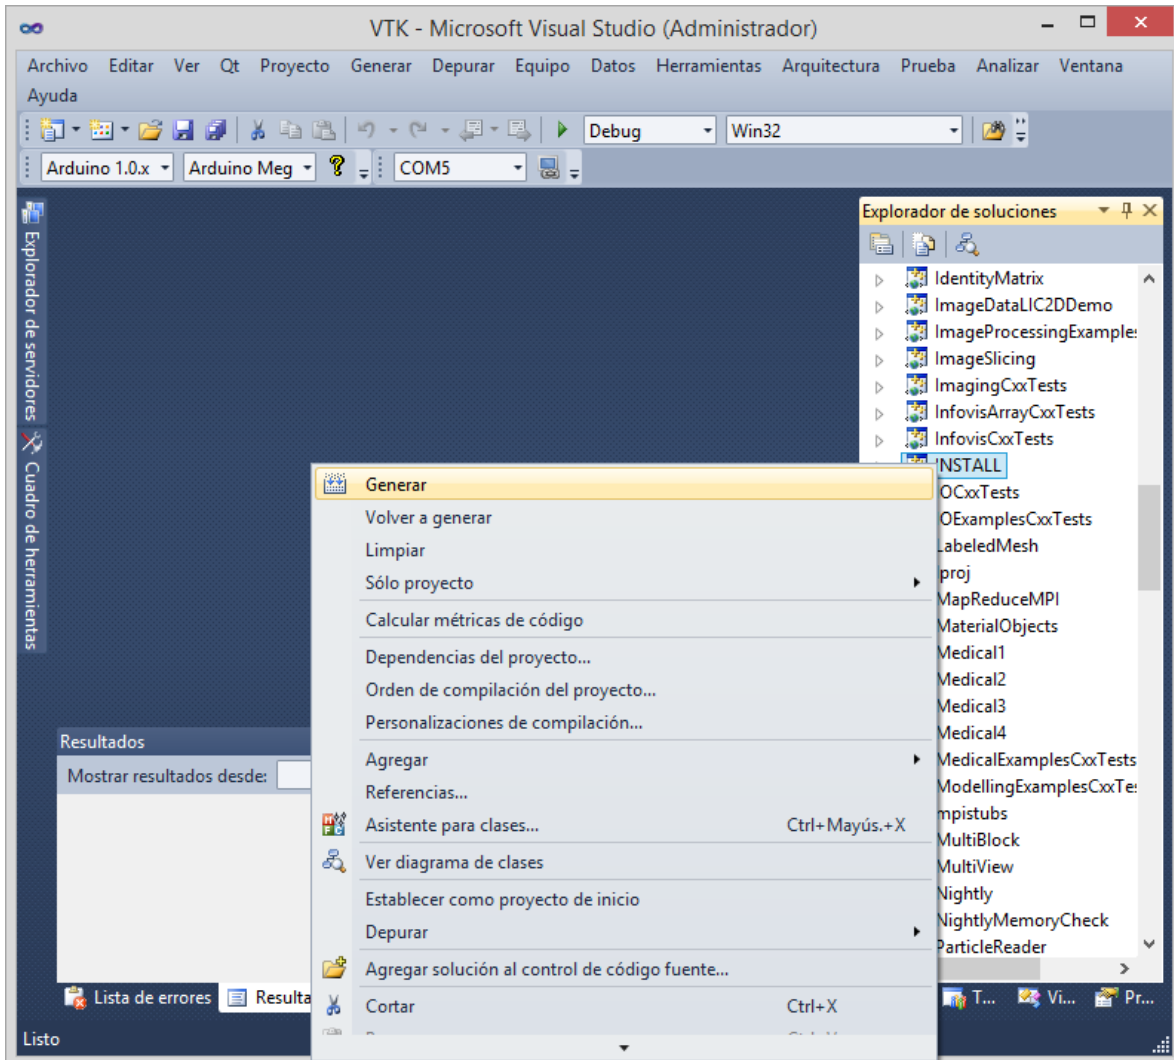 VTK - Microsoft Visual Studio (Administrador)
Archivo Editar Ver Qt Proyecto Generar Depurar Equipo Datos Herramientas Arquitectura Prueba Analizar Ventana
Ayuda
Debug Win32
Arduino 1.0.x Arduino Meg COM5
Explorador de servidores
Cuadro de herramientas
Explorador de soluciones
IdentityMatrix
ImageDataLIC2DDemo
ImageProcessingExample
ImageSlicing
ImagingCxxTests
InfovisArrayCxxTests
InfovisCxxTests
INSTALL
OCxxTests
OExamplesCxxTests
LabeledMesh
proj
MapReduceMPI
MaterialObjects
Medical1
Medical2
Medical3
Medical4
MedicalExamplesCxxTests
ModellingExamplesCxxTe
mpistubs
MultiBlock
MultiView
Nightly
NightlyMemoryCheck
ParticleReader
Generar
Volver a generar
Limpiar
Sólo proyecto
Calcular métricas de código
Dependencias del proyecto...
Orden de compilación del proyecto...
Personalizaciones de compilación...
Agregar
Referencias...
Asistente para clases... Ctrl+Mayús.+X
Ver diagrama de clases
Establecer como proyecto de inicio
Depurar
Agregar solución al control de código fuente...
Cortar Ctrl+X
Resultados
Mostrar resultados desde:
Lista de errores Resulta
T... Vi... Pr...
Listo